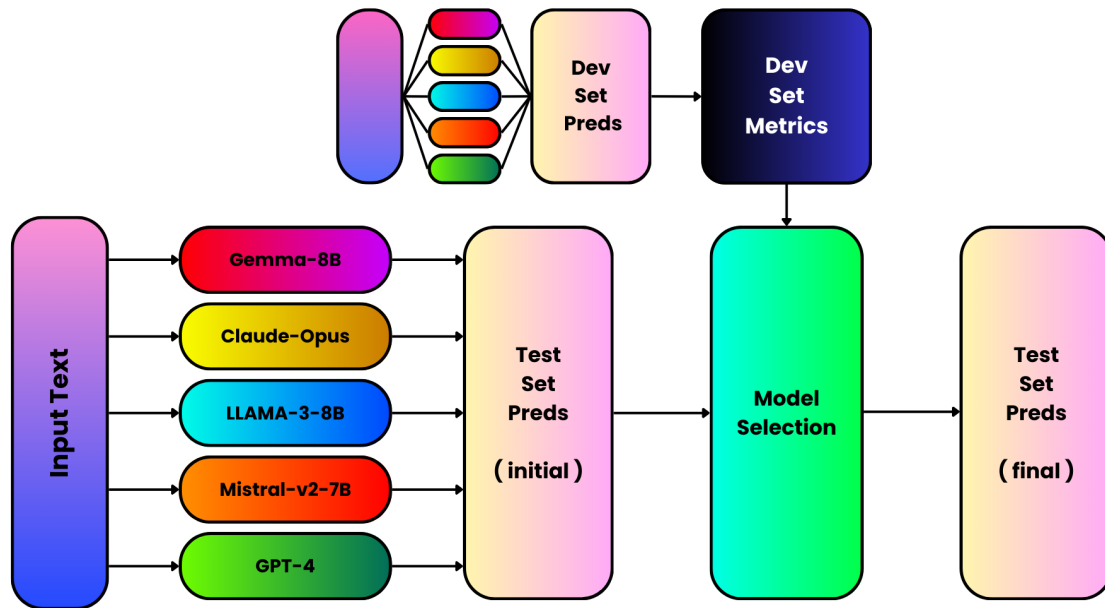 Dev
Set
Preds
Dev
Set
Metrics
Input Text
Gemma-8B
Claude-Opus
LLAMA-3-8B
Mistral-v2-7B
GPT-4
Test
Set
Preds
( initial )
Model
Selection
Test
Set
Preds
( final )